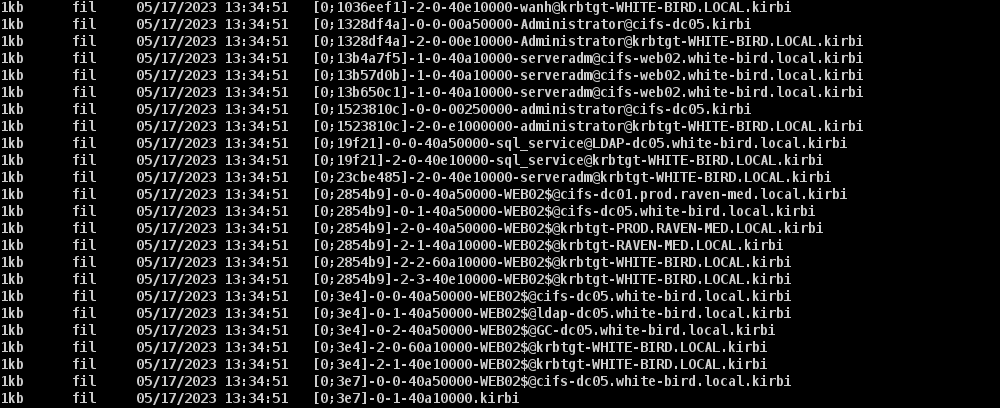 1kb fil 05/17/2023 13:34:51 [0;1036eef1]-2-0-40e10000-wanh@krbtgt-WHITE-BIRD.LOCAL.kirbi
1kb fil 05/17/2023 13:34:51 [0;1328df4a]-0-0-00a50000-Administrator@cifs-dc05.kirbi
1kb fil 05/17/2023 13:34:51 [0;1328df4a]-2-0-00e10000-Administrator@krbtgt-WHITE-BIRD.LOCAL.kirbi
1kb fil 05/17/2023 13:34:51 [0;13b4a7f5]-1-0-40a10000-serveradm@cifs-web02.white-bird.local.kirbi
1kb fil 05/17/2023 13:34:51 [0;13b57d0b]-1-0-40a10000-serveradm@cifs-web02.white-bird.local.kirbi
1kb fil 05/17/2023 13:34:51 [0;13b650c1]-1-0-40a10000-serveradm@cifs-web02.white-bird.local.kirbi
1kb fil 05/17/2023 13:34:51 [0;1523810c]-0-0-00250000-administrator@cifs-dc05.kirbi
1kb fil 05/17/2023 13:34:51 [0;1523810c]-2-0-e1000000-administrator@krbtgt-WHITE-BIRD.LOCAL.kirbi
1kb fil 05/17/2023 13:34:51 [0;19f21]-0-0-40a50000-sql_service@LDAP-dc05.white-bird.local.kirbi
1kb fil 05/17/2023 13:34:51 [0;19f21]-2-0-40e10000-sql_service@krbtgt-WHITE-BIRD.LOCAL.kirbi
1kb fil 05/17/2023 13:34:51 [0;23cbe485]-2-0-40e10000-serveradm@krbtgt-WHITE-BIRD.LOCAL.kirbi
1kb fil 05/17/2023 13:34:51 [0;2854b9]-0-0-40a50000-WEB02$@cifs-dc01.prod.raven-med.local.kirbi
1kb fil 05/17/2023 13:34:51 [0;2854b9]-0-1-40a50000-WEB02$@cifs-dc05.white-bird.local.kirbi
1kb fil 05/17/2023 13:34:51 [0;2854b9]-2-0-40a50000-WEB02$@krbtgt-PROD.RAVEN-MED.LOCAL.kirbi
1kb fil 05/17/2023 13:34:51 [0;2854b9]-2-1-40a10000-WEB02$@krbtgt-RAVEN-MED.LOCAL.kirbi
1kb fil 05/17/2023 13:34:51 [0;2854b9]-2-2-60a10000-WEB02$@krbtgt-WHITE-BIRD.LOCAL.kirbi
1kb fil 05/17/2023 13:34:51 [0;2854b9]-2-3-40e10000-WEB02$@krbtgt-WHITE-BIRD.LOCAL.kirbi
1kb fil 05/17/2023 13:34:51 [0;3e4]-0-0-40a50000-WEB02$@cifs-dc05.white-bird.local.kirbi
1kb fil 05/17/2023 13:34:51 [0;3e4]-0-1-40a50000-WEB02$@ldap-dc05.white-bird.local.kirbi
1kb fil 05/17/2023 13:34:51 [0;3e4]-0-2-40a50000-WEB02$@GC-dc05.white-bird.local.kirbi
1kb fil 05/17/2023 13:34:51 [0;3e4]-2-0-60a10000-WEB02$@krbtgt-WHITE-BIRD.LOCAL.kirbi
1kb fil 05/17/2023 13:34:51 [0;3e4]-2-1-40e10000-WEB02$@krbtgt-WHITE-BIRD.LOCAL.kirbi
1kb fil 05/17/2023 13:34:51 [0;3e7]-0-0-40a50000-WEB02$@cifs-dc05.white-bird.local.kirbi
1kb fil 05/17/2023 13:34:51 [0;3e7]-0-1-40a10000.kirbi